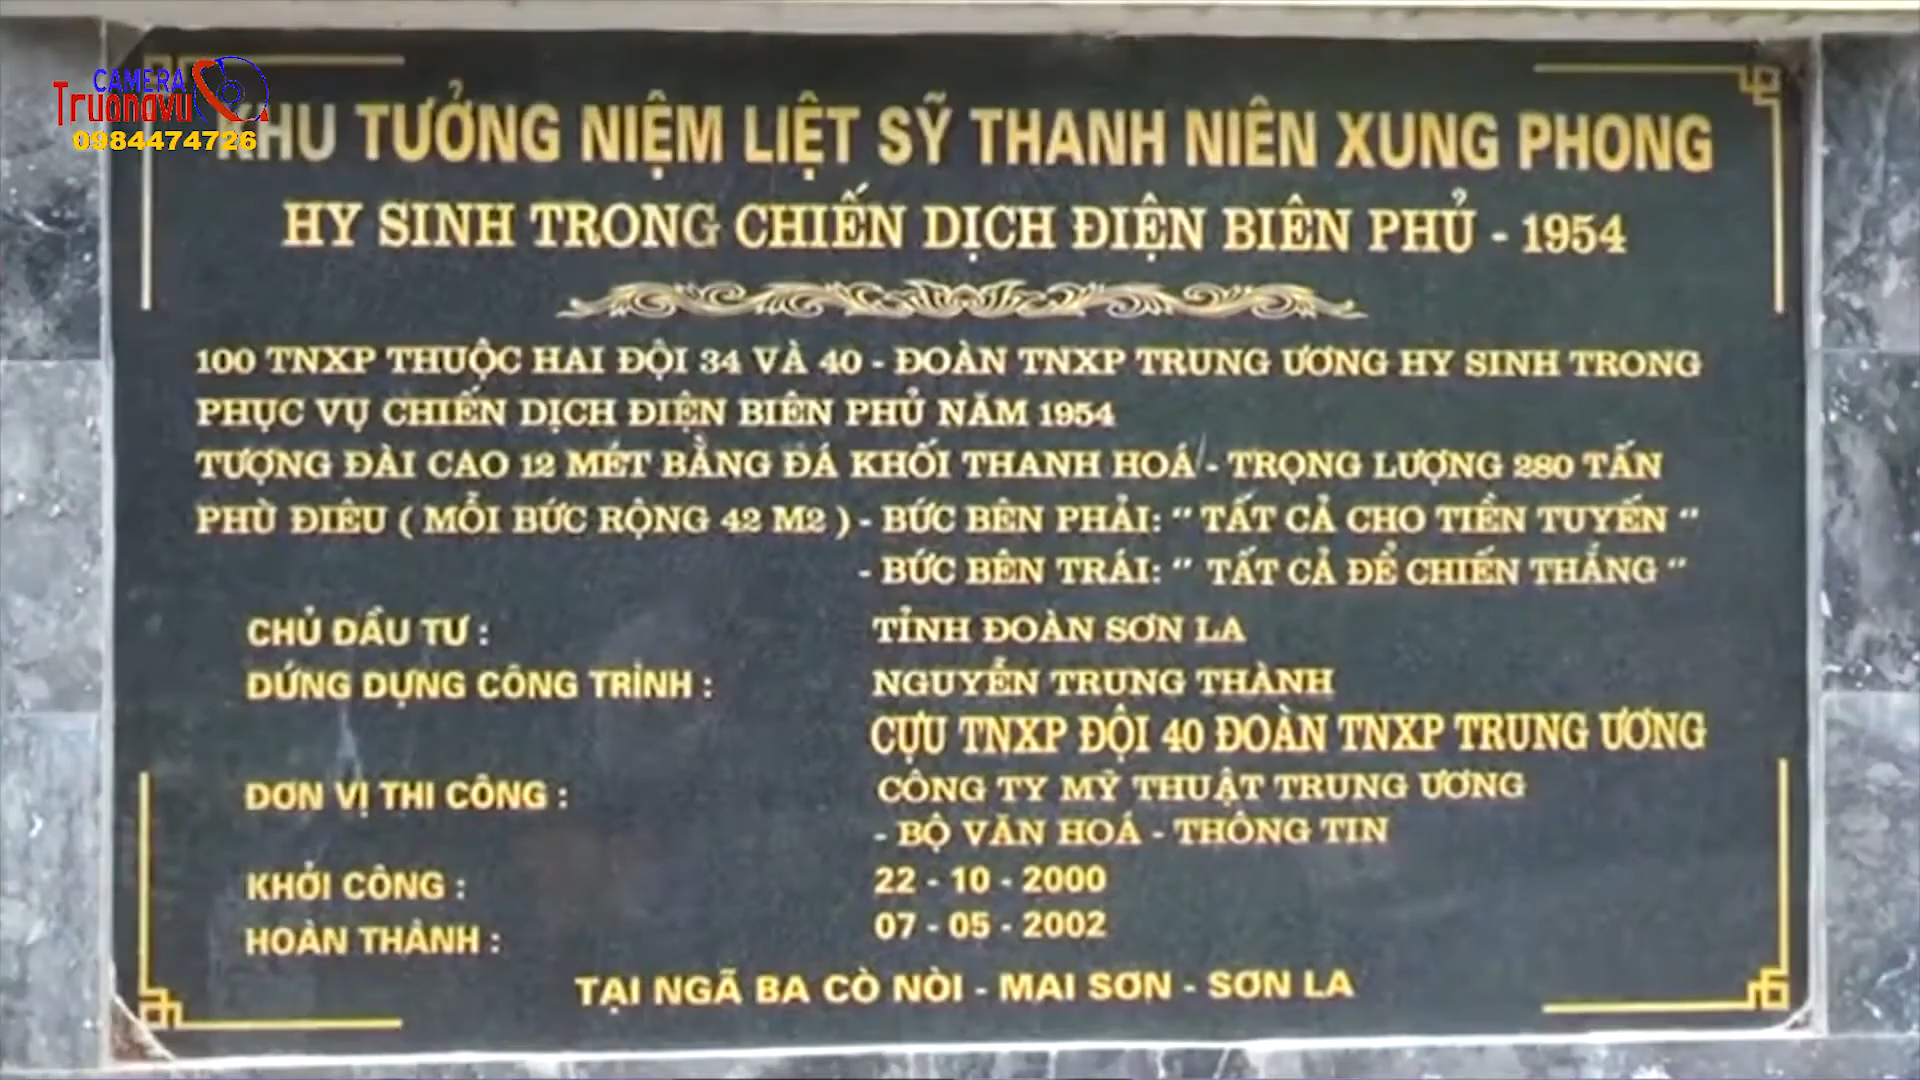 CAMERA
Truonavu
0984474726
KHU TƯỞNG NIỆM LIỆT SỸ THANH NIÊN XUNG PHONG
HY SINH TRONG CHIẾN DỊCH ĐIỆN BIÊN PHỦ - 1954
100 TNXP THUỘC HAI ĐỘI 34 VÀ 40 - ĐOÀN TNXP TRUNG ƯƠNG HY SINH TRONG
PHỤC VỤ CHIẾN DỊCH ĐIỆN BIÊN PHỦ NĂM 1954
TƯỢNG ĐÀI CAO 12 MÉT BẰNG ĐÁ KHỐI THANH HOÁ - TRỌNG LƯỢNG 280 TẤN
PHÙ ĐIÊU ( MỖI BỨC RỘNG 42 M2 ) - BỨC BÊN PHẢI: " TẤT CẢ CHO TIỀN TUYẾN "
- BỨC BÊN TRÁI: " TẤT CẢ ĐỂ CHIẾN THẮNG "
CHỦ ĐẦU TƯ : TỈNH ĐOÀN SƠN LA
DỨNG DỰNG CÔNG TRÌNH : NGUYỄN TRUNG THÀNH
CỰU TNXP ĐỘI 40 ĐOÀN TNXP TRUNG ƯƠNG
ĐƠN VỊ THI CÔNG : CÔNG TY MỸ THUẬT TRUNG ƯƠNG
- BỘ VĂN HOÁ - THÔNG TIN
KHỞI CÔNG : 22 - 10 - 2000
HOÀN THÀNH : 07 - 05 - 2002
TẠI NGÃ BA CÒ NÒI - MAI SƠN - SƠN LA